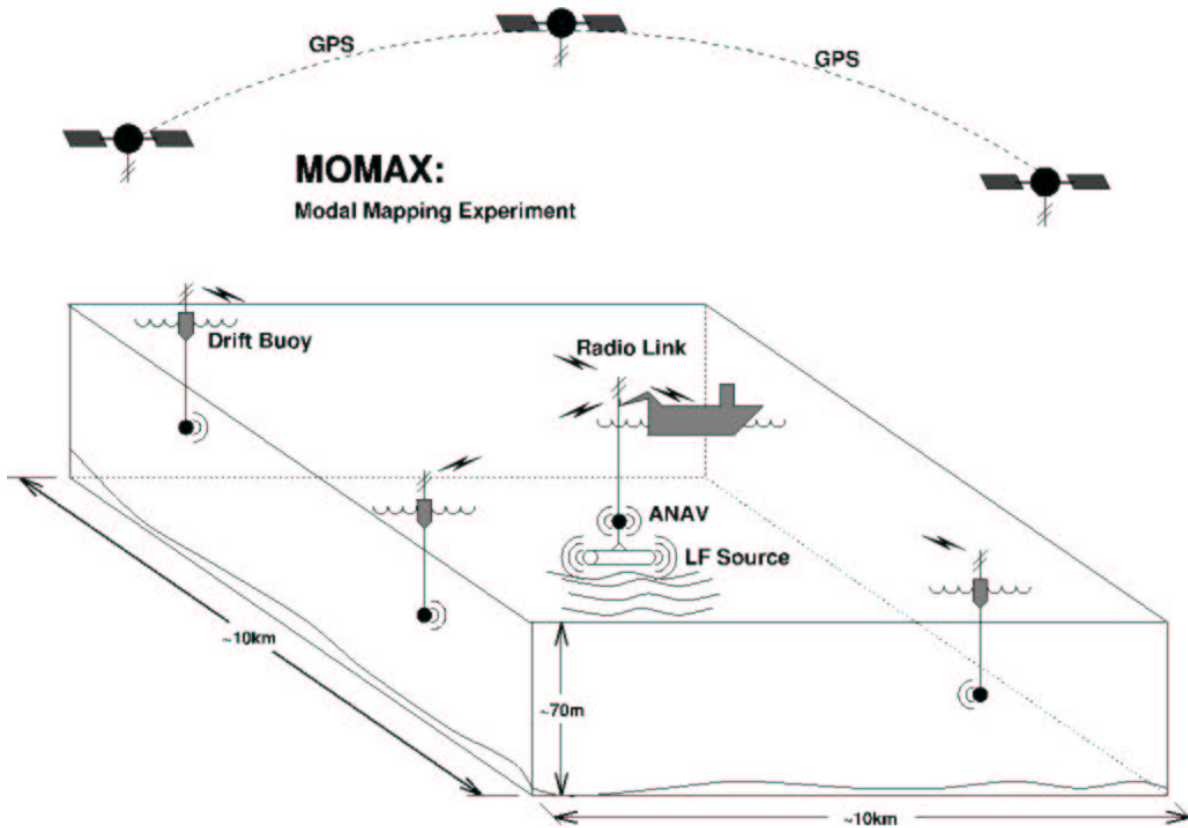 GPS
GPS
MOMAX:
Modal Mapping Experiment
Drift Buoy
Radio Link
ANAV
LF Source
~10km
~70m
~10km